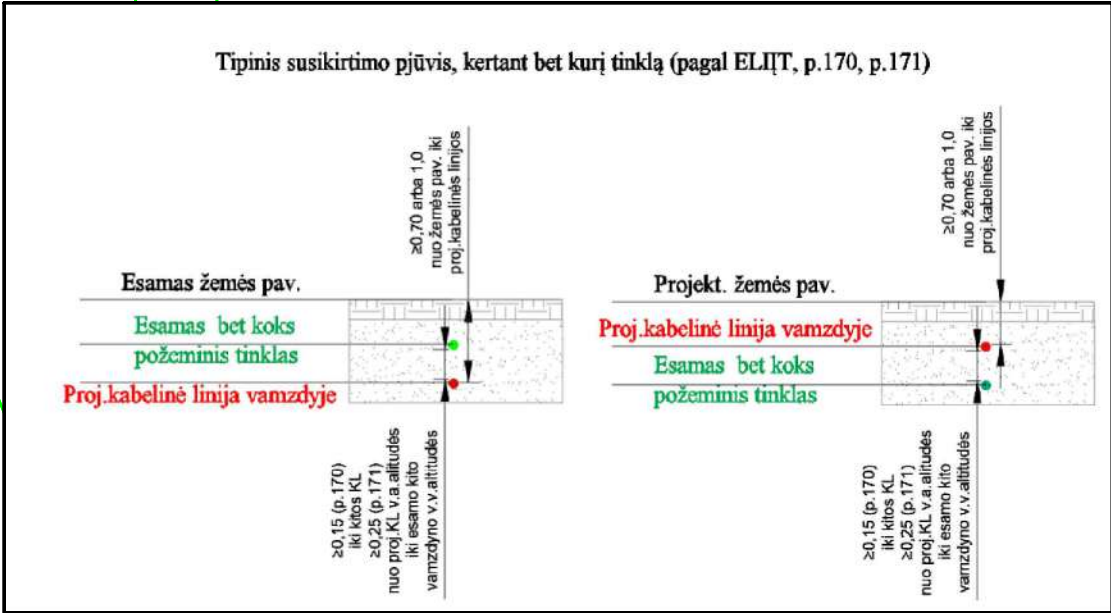 Tipinis susikirtimo pjūvis, kertant bet kurį tinklą (pagal ELIĮT, p.170, p.171)
≥0,70 arba 1,0
nuo žemės pav. iki
proj.kabelinės linijos
Esamas žemės pav.
Esamas bet koks
požeminis tinklas
Proj.kabelinė linija vamzdyje
≥0,15 (p.170)
iki kitos KL
≥0,25 (p.171)
nuo proj.KL v.a.alitudės
iki esamo kito
vamzdyno v.v.altitudės
≥0,70 arba 1,0
nuo žemės pav. iki
proj.kabelinės linijos
Projekt. žemės pav.
Proj.kabelinė linija vamzdyje
Esamas bet koks
požeminis tinklas
≥0,15 (p.170)
iki kitos KL
≥0,25 (p.171)
nuo proj.KL v.a.alitudės
iki esamo kito
vamzdyno v.v.altitudės